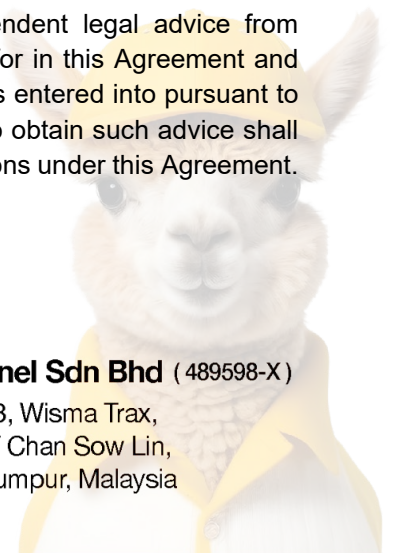 endent legal advice from
for in this Agreement and
s entered into pursuant to
o obtain such advice shall
ons under this Agreement.
nel Sdn Bhd (489598-X)
3, Wisma Trax,
Chan Sow Lin,
umpur, Malaysia